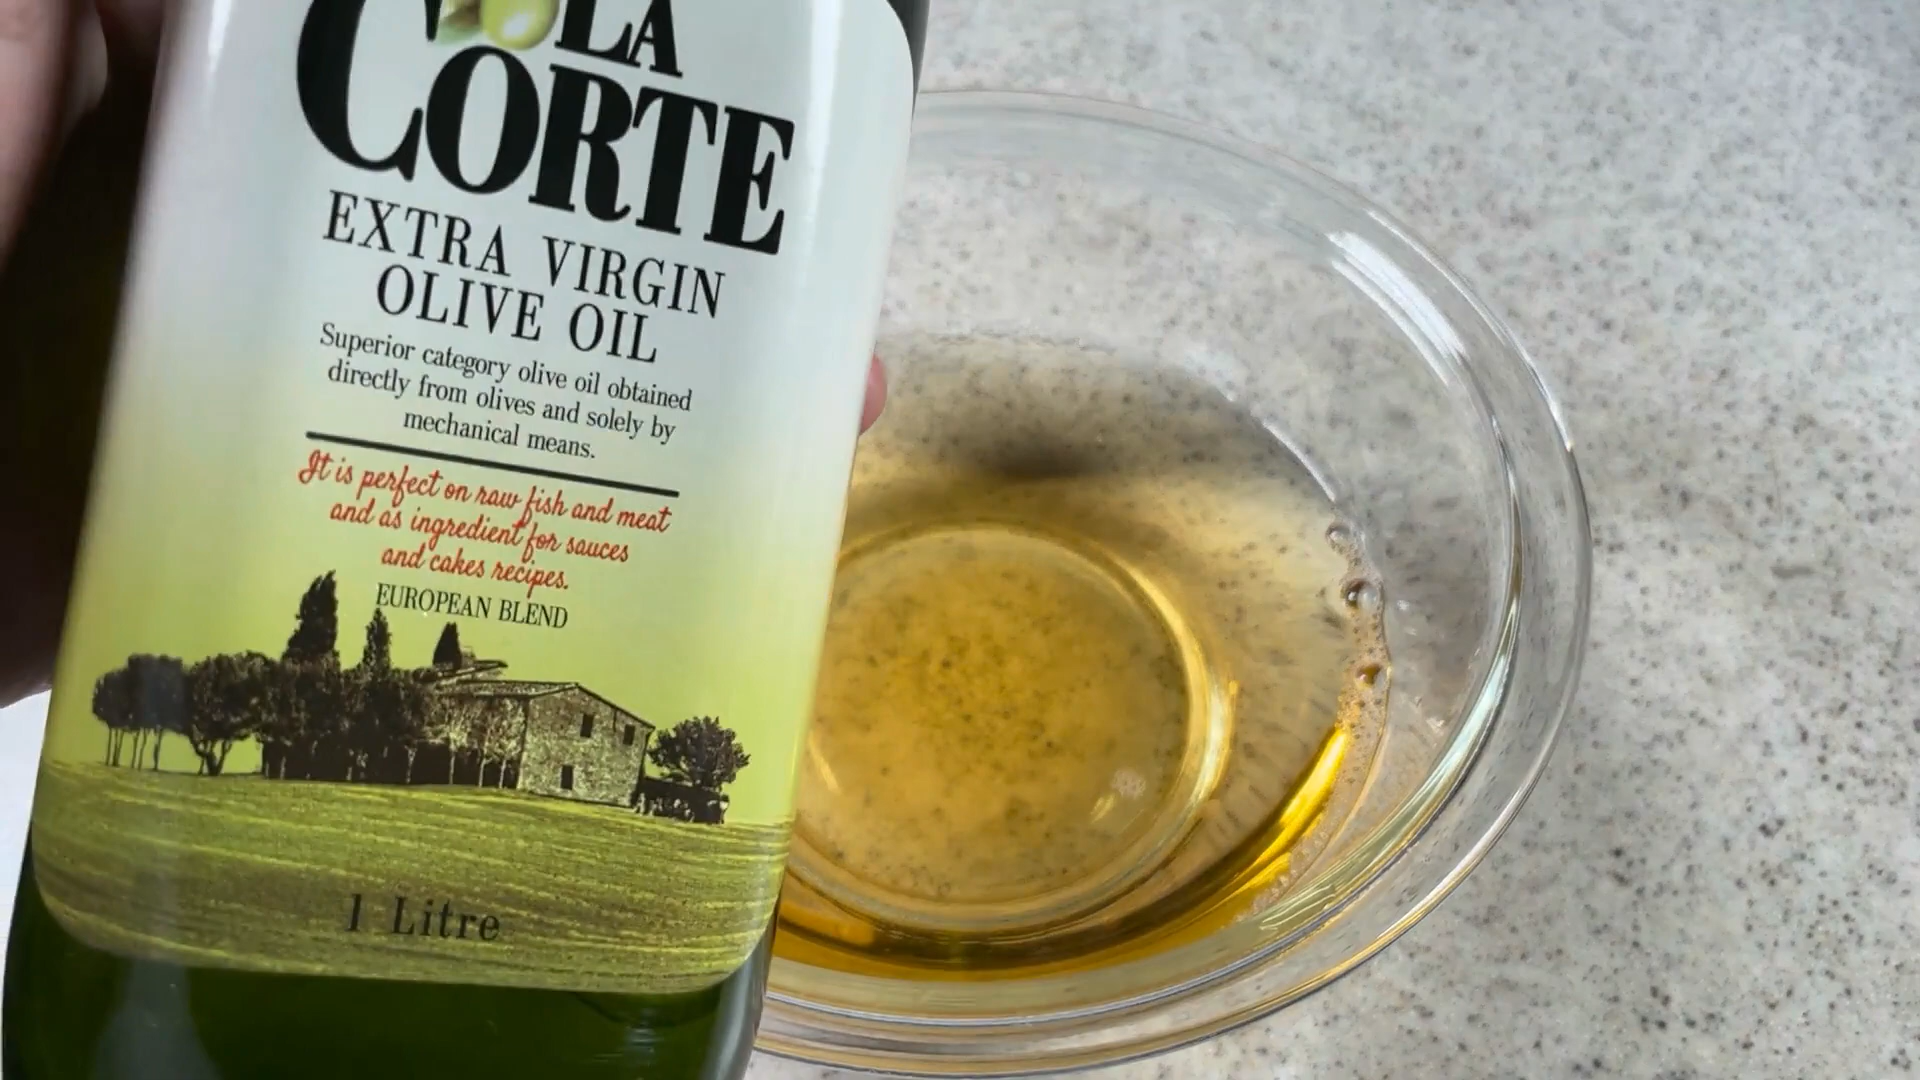 LA
CORTE
EXTRA VIRGIN
OLIVE OIL
Superior category olive oil obtained
directly from olives and solely by
mechanical means.
It is perfect on raw fish and meat
and as ingredient for sauces
and cakes recipes.
EUROPEAN BLEND
1 Litre